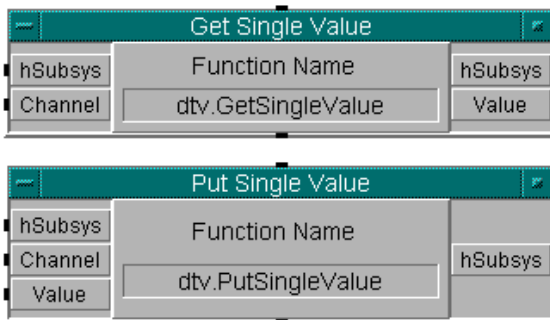 Get Single Value
hSubsys
Channel
Function Name
dtv.GetSingleValue
hSubsys
Value
Put Single Value
hSubsys
Channel
Value
Function Name
dtv.PutSingleValue
hSubsys